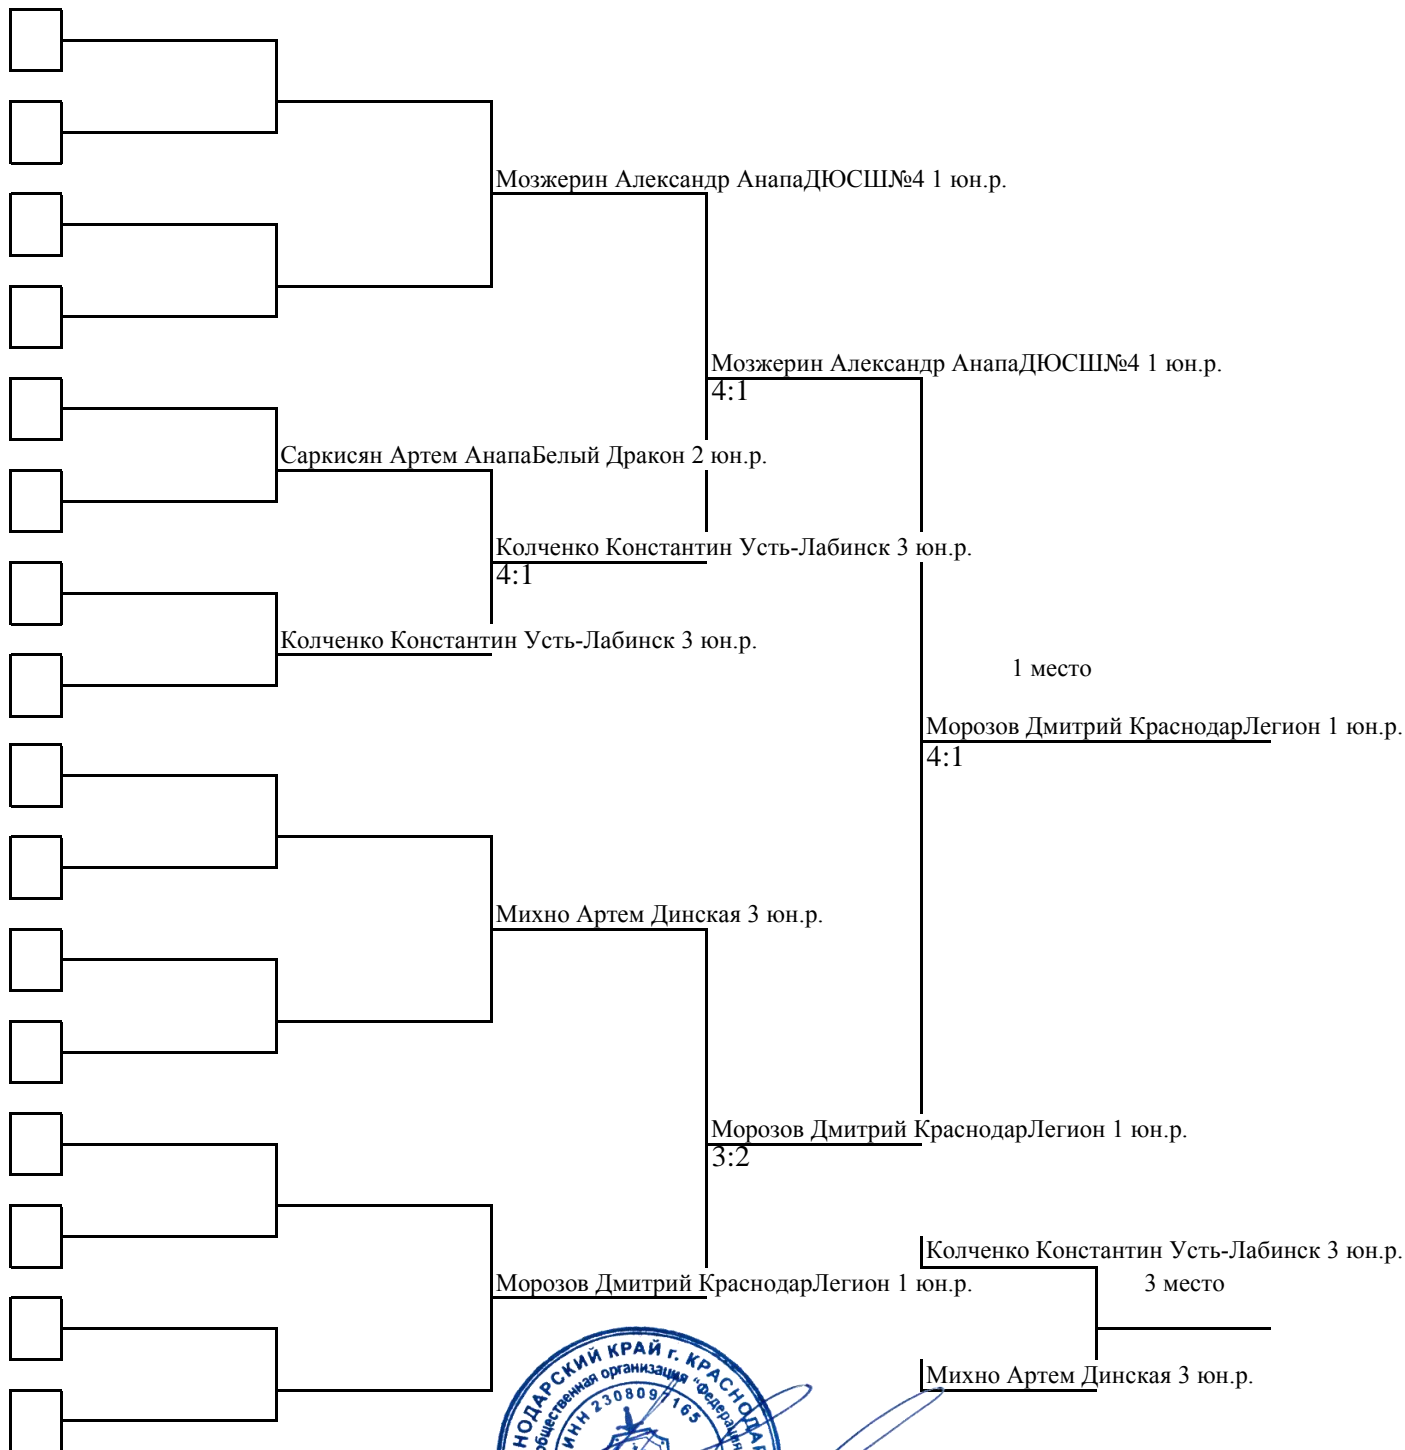 Мозжерин Александр АнапаДЮСШ№4 1 юн.р.
Мозжерин Александр АнапаДЮСШ№4 1 юн.р.
4:1
Саркисян Артем АнапаБелый Дракон 2 юн.р.
Колченко Константин Усть-Лабинск 3 юн.р.
4:1
Колченко Константин Усть-Лабинск 3 юн.р.
1 место
Морозов Дмитрий КраснодарЛегион 1 юн.р.
4:1
Михно Артем Динская 3 юн.р.
Морозов Дмитрий КраснодарЛегион 1 юн.р.
3:2
Колченко Константин Усть-Лабинск 3 юн.р.
Морозов Дмитрий КраснодарЛегион 1 юн.р.
3 место
Михно Артем Динская 3 юн.р.
НОДАРСКИЙ КРАЙ г. КРАСНОДАР
общественная организация "Федерация
ИНН 2308097165